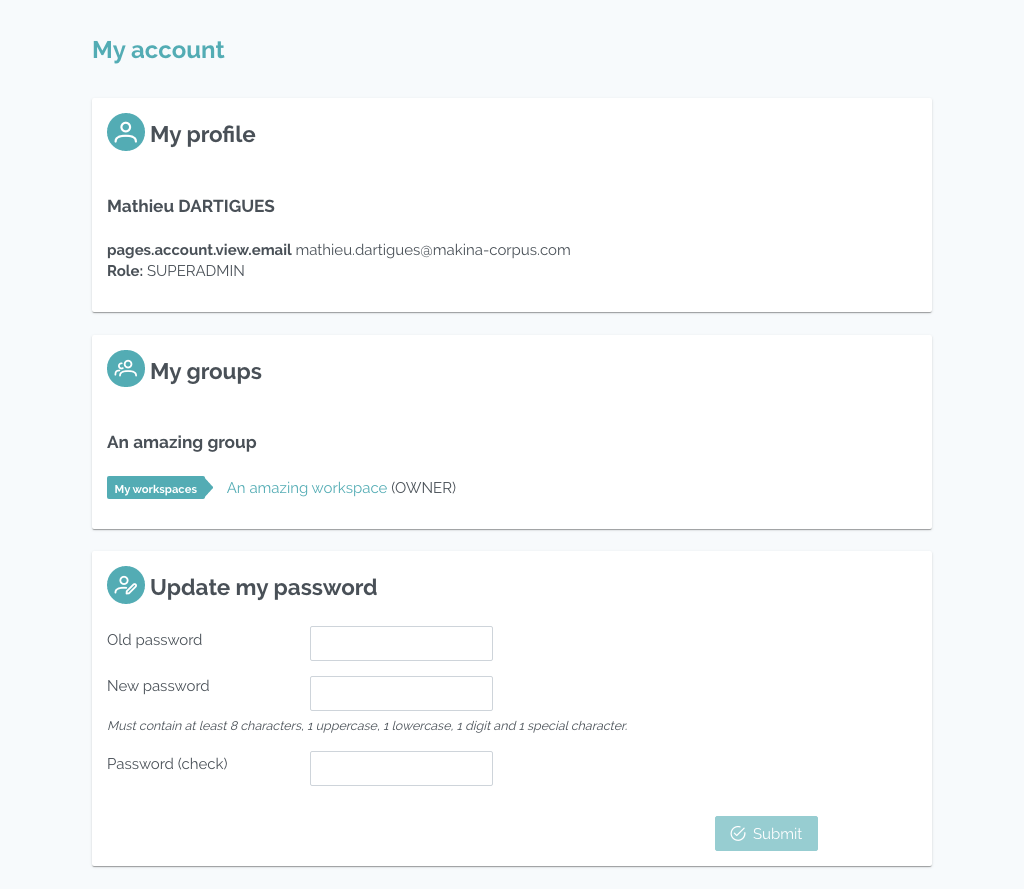 My account
My profile
Mathieu DARTIGUES
pages.account.view.email mathieu.dartigues@makina-corpus.com
Role: SUPERADMIN
My groups
An amazing group
My workspaces An amazing workspace (OWNER)
Update my password
Old password
New password
Must contain at least 8 characters, 1 uppercase, 1 lowercase, 1 digit and 1 special character.
Password (check)
Submit